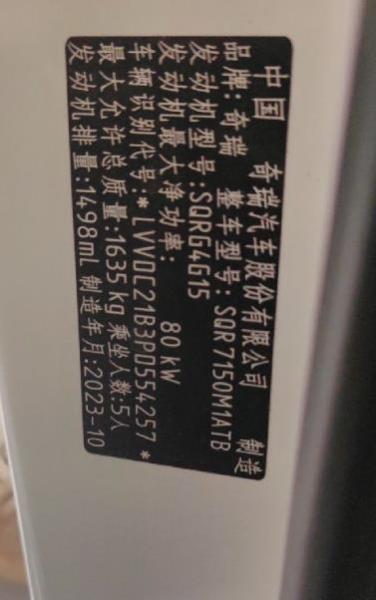 中国 奇瑞汽车股份有限公司 制造
品牌:奇瑞 整车型号:SQR7150M1ATB
发动机型号:SQRG4G15
发动机最大净功率: 80 kW
车辆识别代号:*LVVDC21B3PD554257*
最大允许总质量:1635 kg 乘坐人数:5人
发动机排量:1498mL 制造年月:2023-10